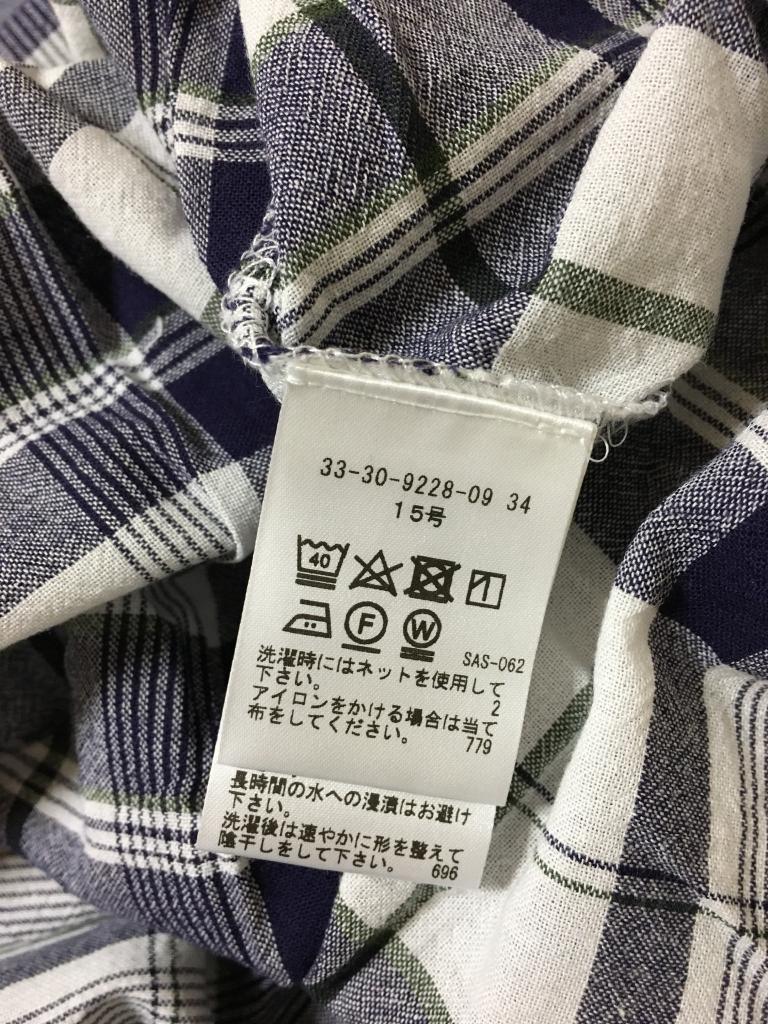 33-30-9228-09 34
15号
40
F W
SAS-062
洗濯時にはネットを使用して
下さい。 2
アイロンをかける場合は当て
布をしてください。 779
長時間の水への浸漬はお避け
下さい。
洗濯後は速やかに形を整えて
陰干しをして下さい。 696